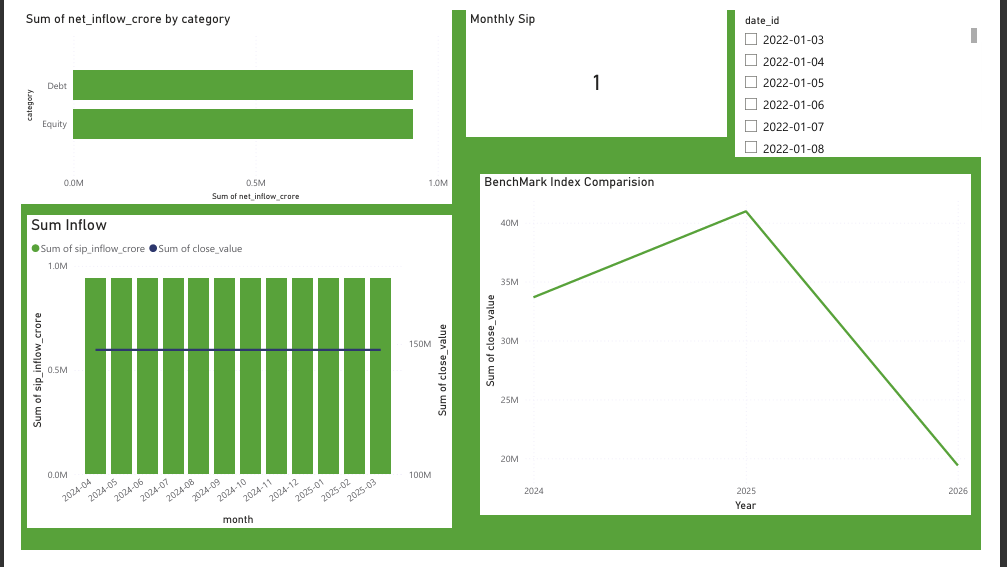 Sum of net_inflow_crore by category
category
Debt
Equity
0.0M 0.5M 1.0M
Sum of net_inflow_crore
Monthly Sip
1
date_id
2022-01-03
2022-01-04
2022-01-05
2022-01-06
2022-01-07
2022-01-08
Sum Inflow
Sum of sip_inflow_crore Sum of close_value
Sum of sip_inflow_crore
1.0M
0.5M
0.0M
150M
100M
Sum of close_value
2024-04 2024-05 2024-06 2024-07 2024-08 2024-09 2024-10 2024-11 2024-12 2025-01 2025-02 2025-03
month
BenchMark Index Comparision
Sum of close_value
40M
35M
30M
25M
20M
2024 2025 2026
Year